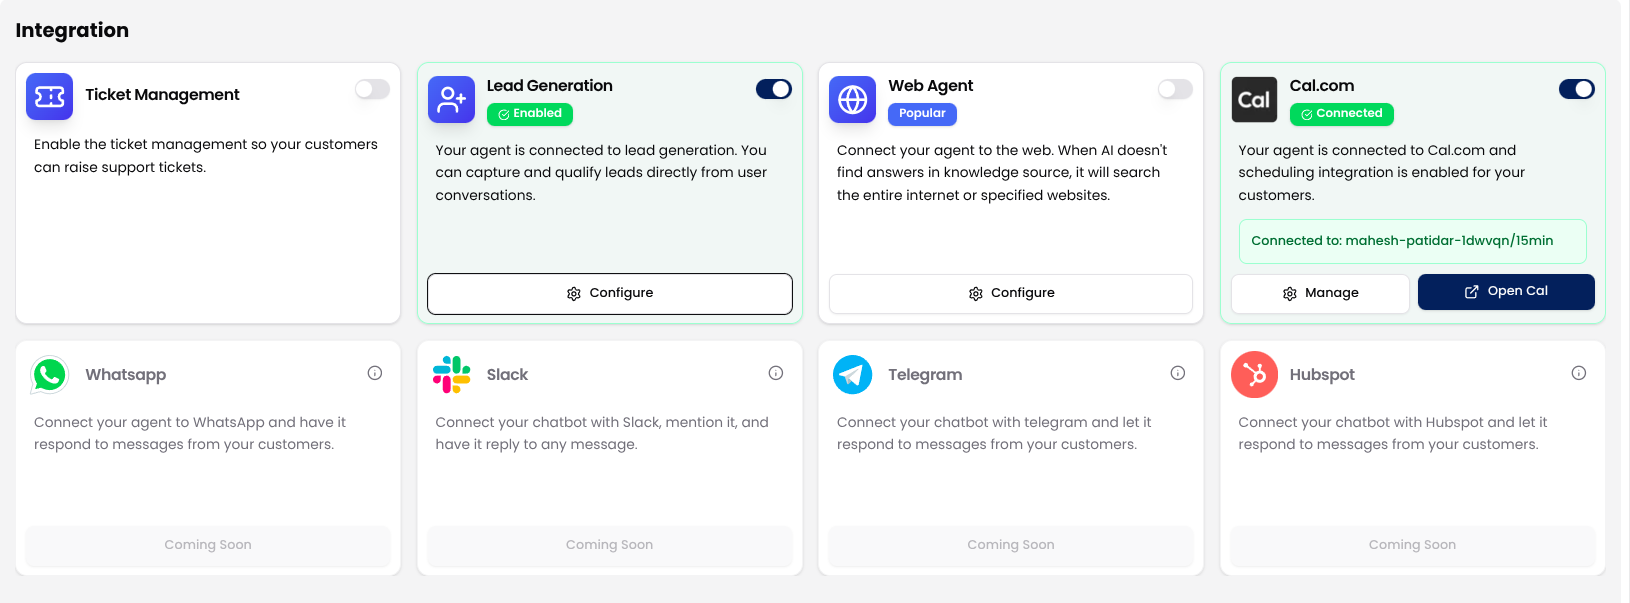 Integration
Ticket Management
Enable the ticket management so your customers
can raise support tickets.
Lead Generation
Enabled
Your agent is connected to lead generation. You
can capture and qualify leads directly from user
conversations.
Configure
Web Agent
Popular
Connect your agent to the web. When AI doesn't
find answers in knowledge source, it will search
the entire internet or specified websites.
Configure
Cal
Cal.com
Connected
Your agent is connected to Cal.com and
scheduling integration is enabled for your
customers.
Connected to: mahesh-patidar-1dwvqn/15min
Manage
Open Cal
Whatsapp
Connect your agent to WhatsApp and have it
respond to messages from your customers.
Coming Soon
Slack
Connect your chatbot with Slack, mention it, and
have it reply to any message.
Coming Soon
Telegram
Connect your chatbot with telegram and let it
respond to messages from your customers.
Coming Soon
Hubspot
Connect your chatbot with Hubspot and let it
respond to messages from your customers.
Coming Soon